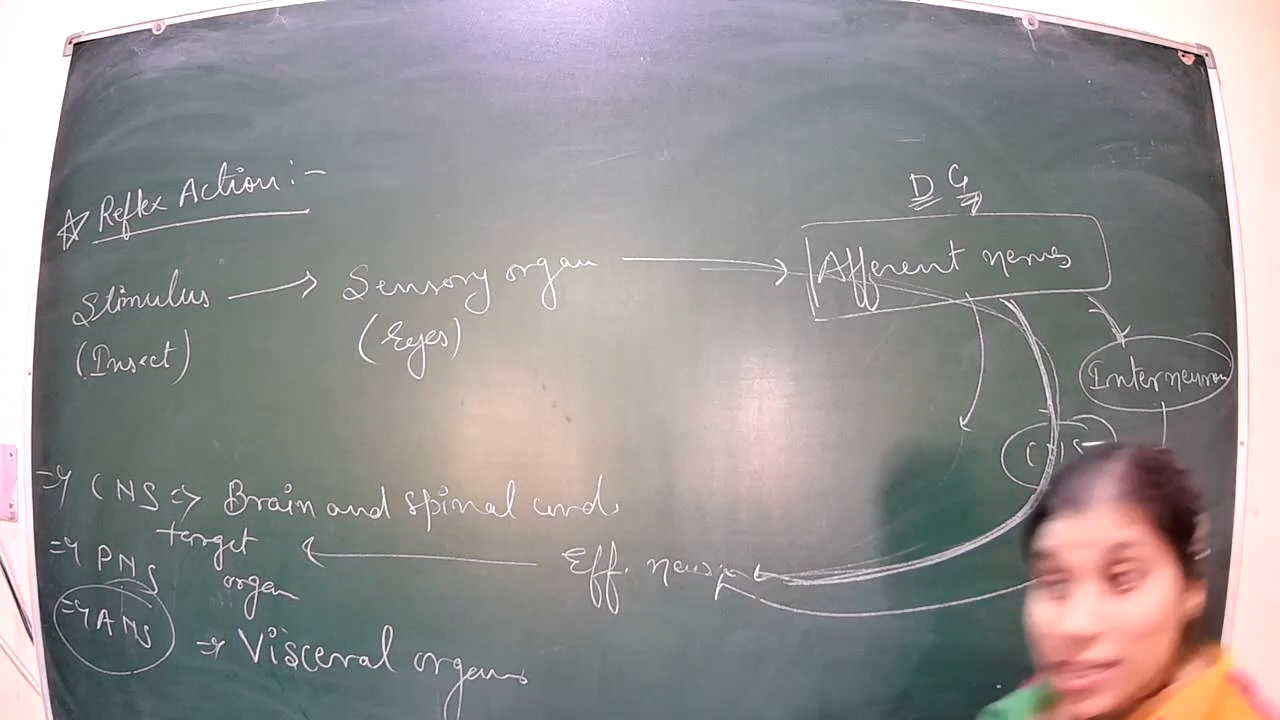 Reflex Action:-
D G
Stimulus → Sensory organ → Afferent nerves
(Insect) (Eyes)
Interneuron
CNS
⇒ CNS ⇒ Brain and spinal cord.
⇒ PNS
target organ ← Eff.
⇒ ANS ⇒ Visceral organs